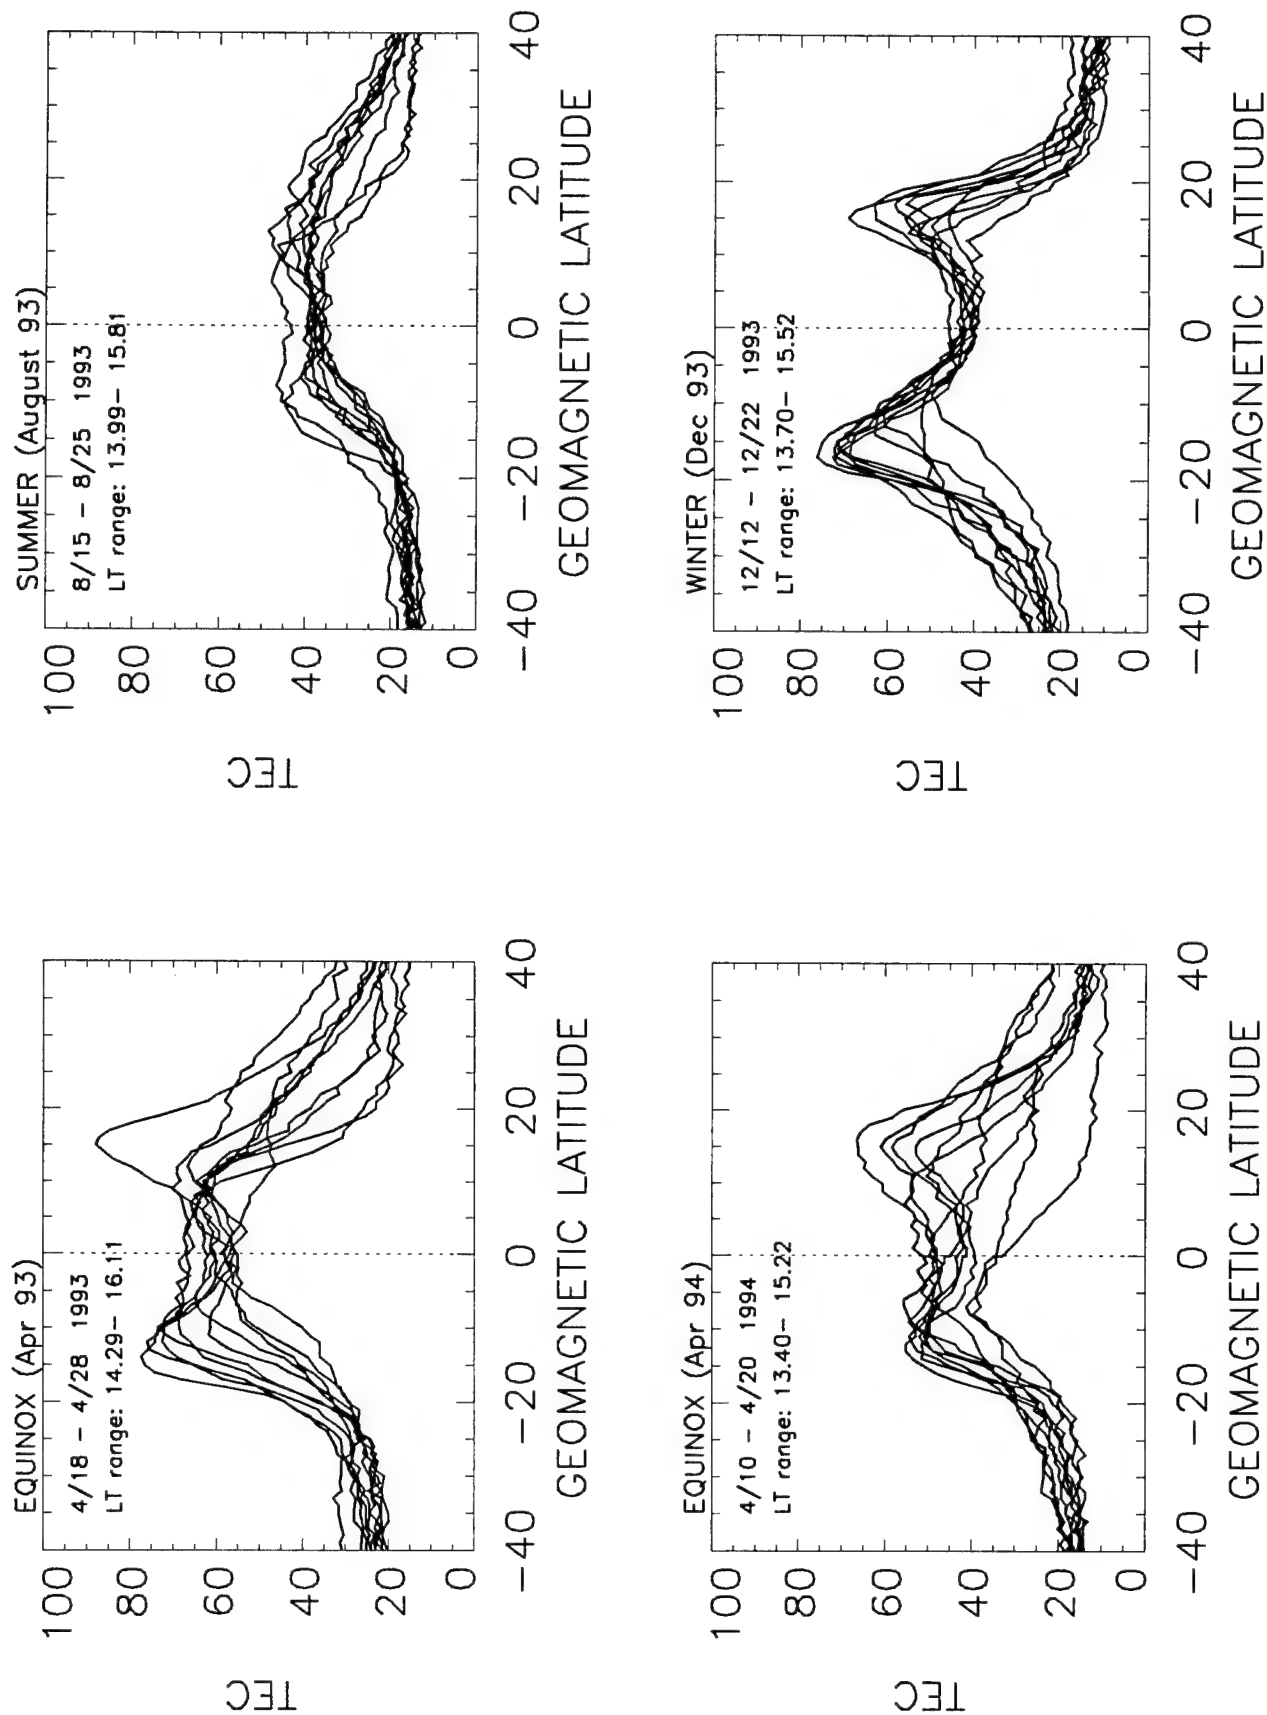 EQUINOX (Apr 93)
4/18 - 4/28 1993
LT range: 14.29- 16.11
TEC
100
80
60
40
20
0
-40
-20
0
20
40
GEOMAGNETIC LATITUDE
SUMMER (August 93)
8/15 - 8/25 1993
LT range: 13.99- 15.81
TEC
100
80
60
40
20
0
-40
-20
0
20
40
GEOMAGNETIC LATITUDE
EQUINOX (Apr 94)
4/10 - 4/20 1994
LT range: 13.40- 15.22
TEC
100
80
60
40
20
0
-40
-20
0
20
40
GEOMAGNETIC LATITUDE
WINTER (Dec 93)
12/12 - 12/22 1993
LT range: 13.70- 15.52
TEC
100
80
60
40
20
0
-40
-20
0
20
40
GEOMAGNETIC LATITUDE